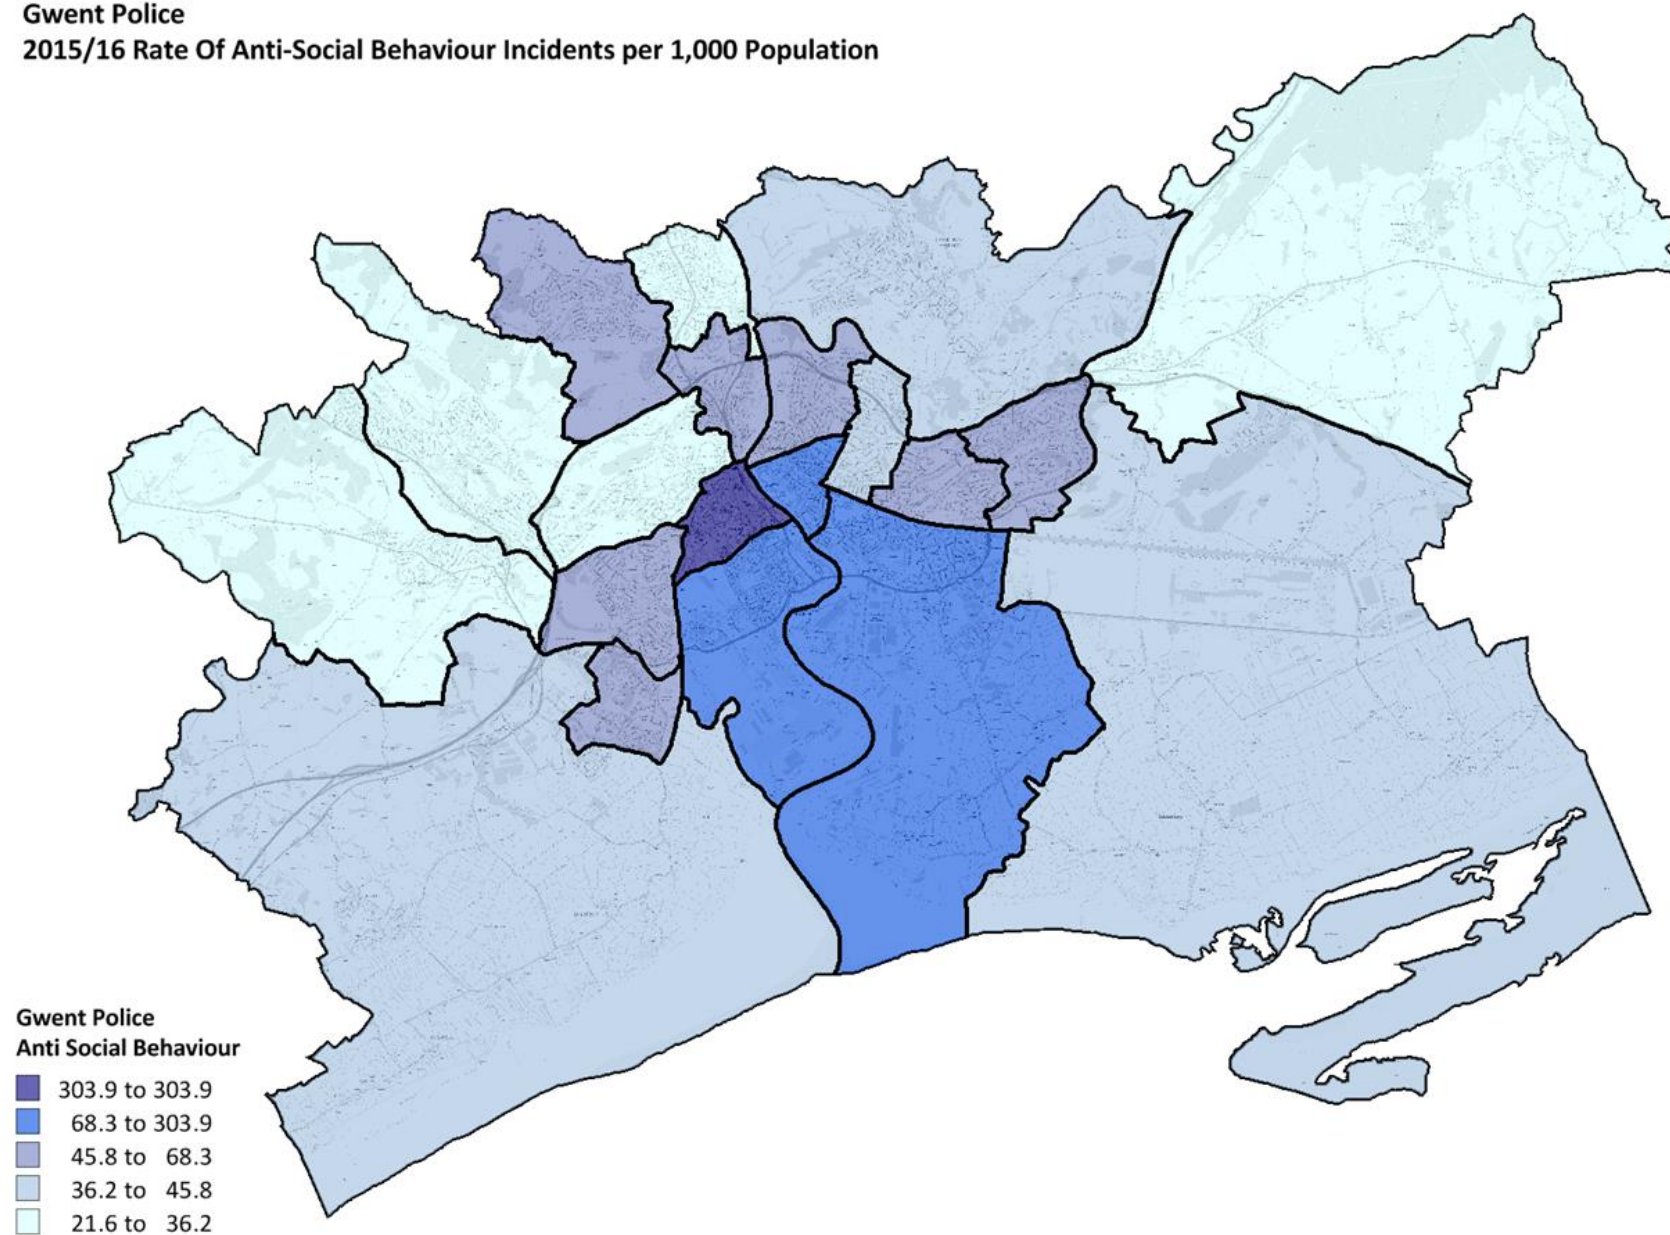 Gwent Police
2015/16 Rate Of Anti-Social Behaviour Incidents per 1,000 Population
Gwent Police
Anti Social Behaviour
303.9 to 303.9
68.3 to 303.9
45.8 to 68.3
36.2 to 45.8
21.6 to 36.2